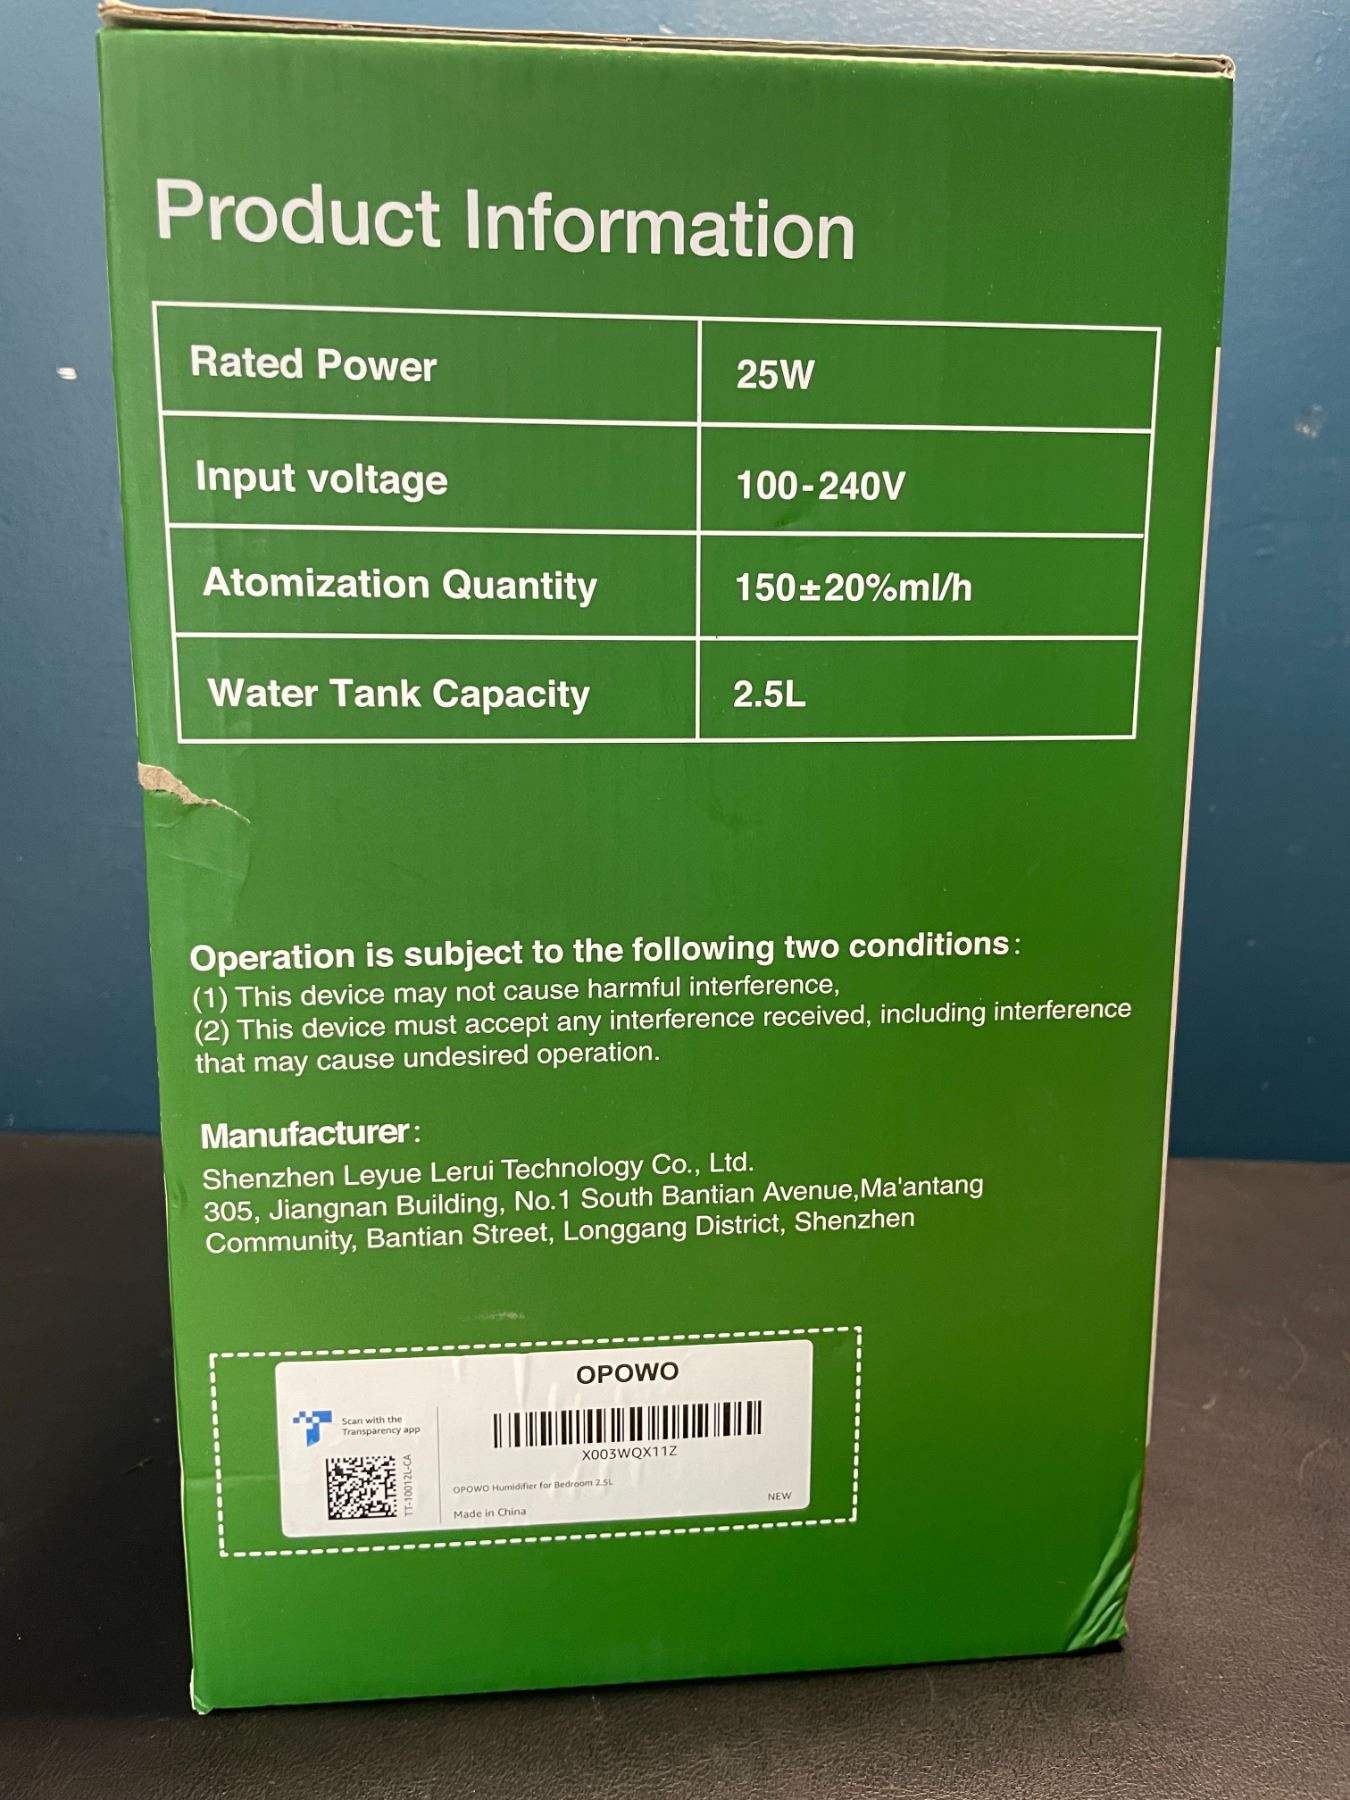 Product Information
Rated Power 25W
Input voltage 100-240V
Atomization Quantity 150±20%ml/h
Water Tank Capacity 2.5L
Operation is subject to the following two conditions:
(1) This device may not cause harmful interference,
(2) This device must accept any interference received, including interference
that may cause undesired operation.
Manufacturer:
Shenzhen Leyue Lerui Technology Co., Ltd.
305, Jiangnan Building, No.1 South Bantian Avenue,Ma'antang
Community, Bantian Street, Longgang District, Shenzhen
OPOWO
Scan with the
Transparency app
TT-10012L-CA
X003WQX11Z
OPOWO Humidifier for Bedroom 2.5L
NEW
Made in China